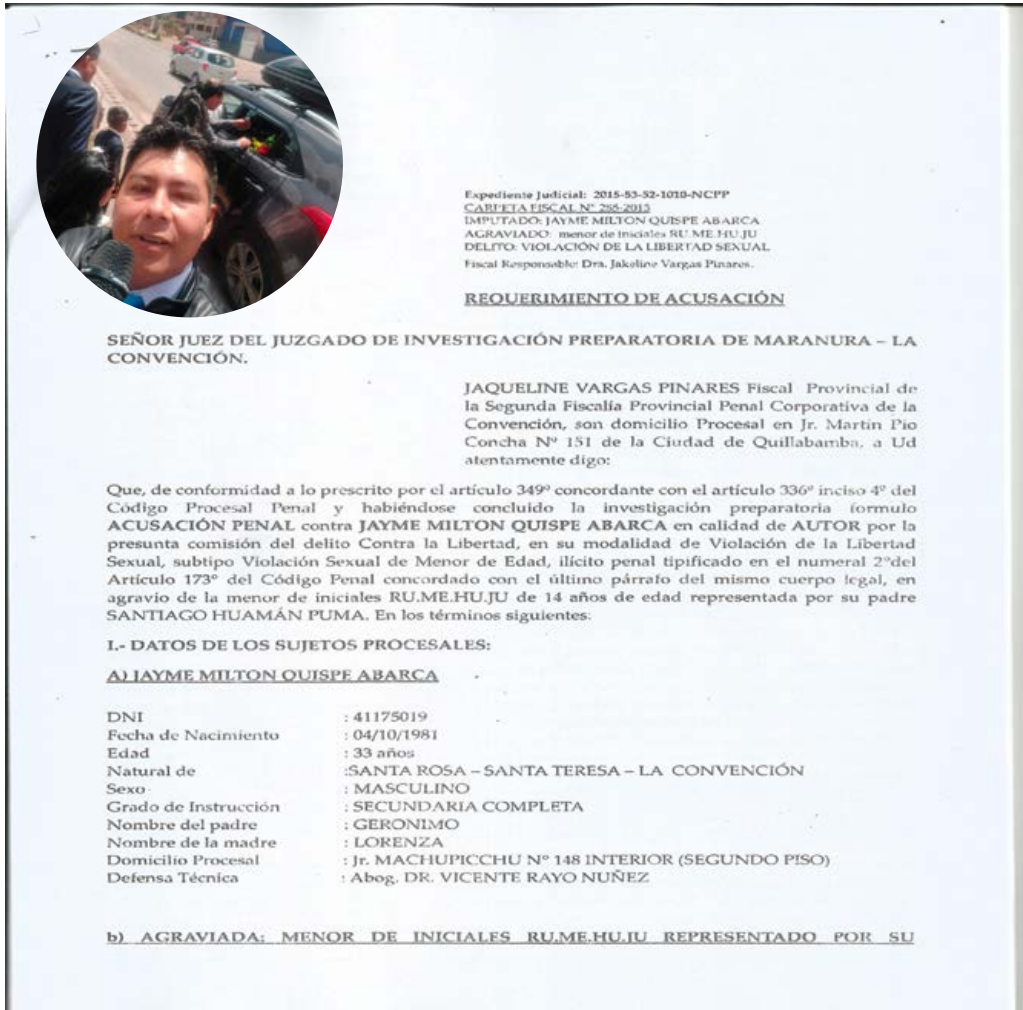 Expediente Judicial: 2015-53-52-1010-NCPP
CARPETA FISCAL Nº 255-2015
IMPUTADO: JAYME MILTON QUISPE ABARCA
AGRAVIADO: menor de Iniciales RU.ME.HU.JU
DELITO: VIOLACIÓN DE LA LIBERTAD SEXUAL
Fiscal Responsable: Dra. Jakeline Vargas Pinares.
REQUERIMIENTO DE ACUSACIÓN
SEÑOR JUEZ DEL JUZGADO DE INVESTIGACIÓN PREPARATORIA DE MARANURA – LA
CONVENCIÓN.
JAQUELINE VARGAS PINARES Fiscal Provincial de
la Segunda Fiscalía Provincial Penal Corporativa de la
Convención, son domicilio Procesal en Jr. Martín Pio
Concha Nº 151 de la Ciudad de Quillabamba, a Ud
atentamente digo:
Que, de conformidad a lo prescrito por el artículo 349º concordante con el artículo 336º inciso 4º del
Código Procesal Penal y habiéndose concluido la investigación preparatoria formulo
ACUSACIÓN PENAL contra JAYME MILTON QUISPE ABARCA en calidad de AUTOR por la
presunta comisión del delito Contra la Libertad, en su modalidad de Violación de la Libertad
Sexual, subtipo Violación Sexual de Menor de Edad, ilícito penal tipificado en el numeral 2ºdel
Artículo 173º del Código Penal concordado con el último párrafo del mismo cuerpo legal, en
agravio de la menor de iniciales RU.ME.HU.JU de 14 años de edad representada por su padre
SANTIAGO HUAMÁN PUMA. En los términos siguientes:
I.- DATOS DE LOS SUJETOS PROCESALES:
A) JAYME MILTON QUISPE ABARCA
DNI : 41175019
Fecha de Nacimiento : 04/10/1981
Edad : 33 años
Natural de :SANTA ROSA – SANTA TERESA – LA CONVENCIÓN
Sexo : MASCULINO
Grado de Instrucción : SECUNDARIA COMPLETA
Nombre del padre : GERONIMO
Nombre de la madre : LORENZA
Domicilio Procesal : Jr. MACHUPICCHU Nº 148 INTERIOR (SEGUNDO PISO)
Defensa Técnica : Abog. DR. VICENTE RAYO NUÑEZ
b) AGRAVIADA: MENOR DE INICIALES RU.ME.HU.JU REPRESENTADO POR SU